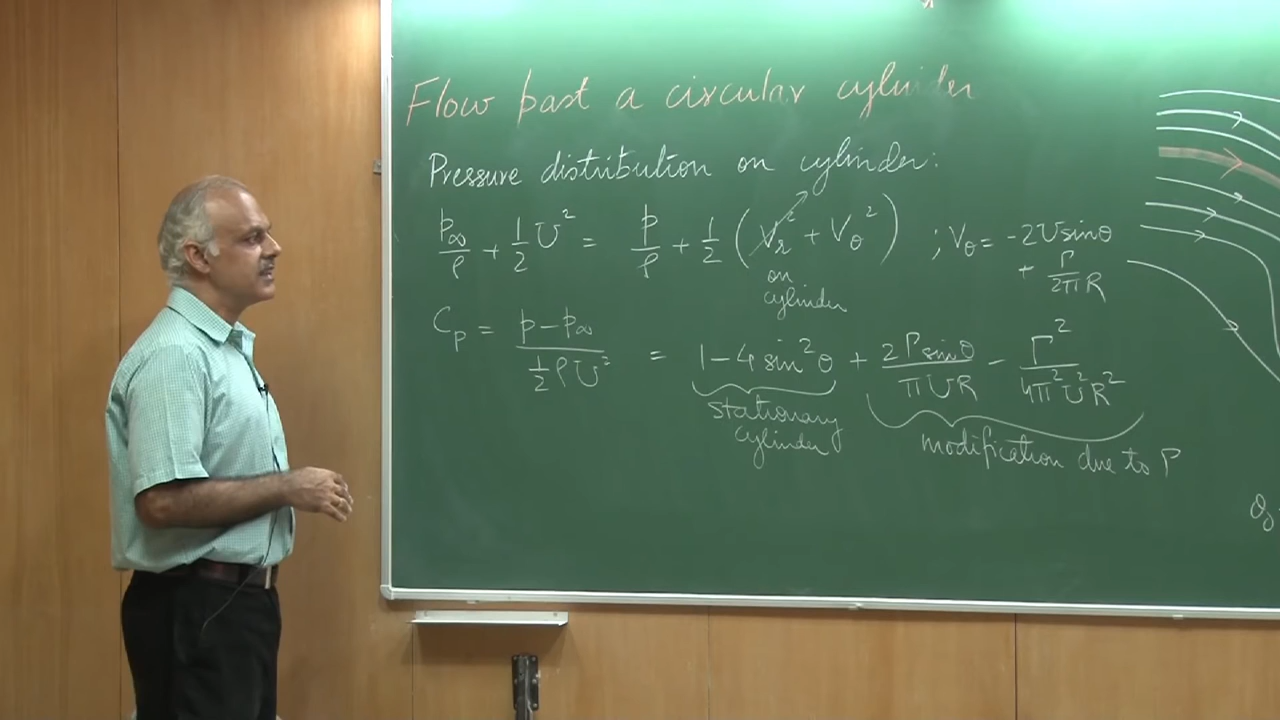 Flow past a circular cylinder
Pressure distribution on cylinder:
p∞/ρ + 1/2 U² = p/ρ + 1/2 (Vr² + Vθ²) ; Vθ = -2U sinθ + Γ/2πR
on
cylinder
Cp = (p - p∞)/(1/2 ρU²) = 1 - 4 sin²θ + 2Γ sinθ/πUR - Γ²/4π²U²R²
stationary
cylinder
modification due to Γ